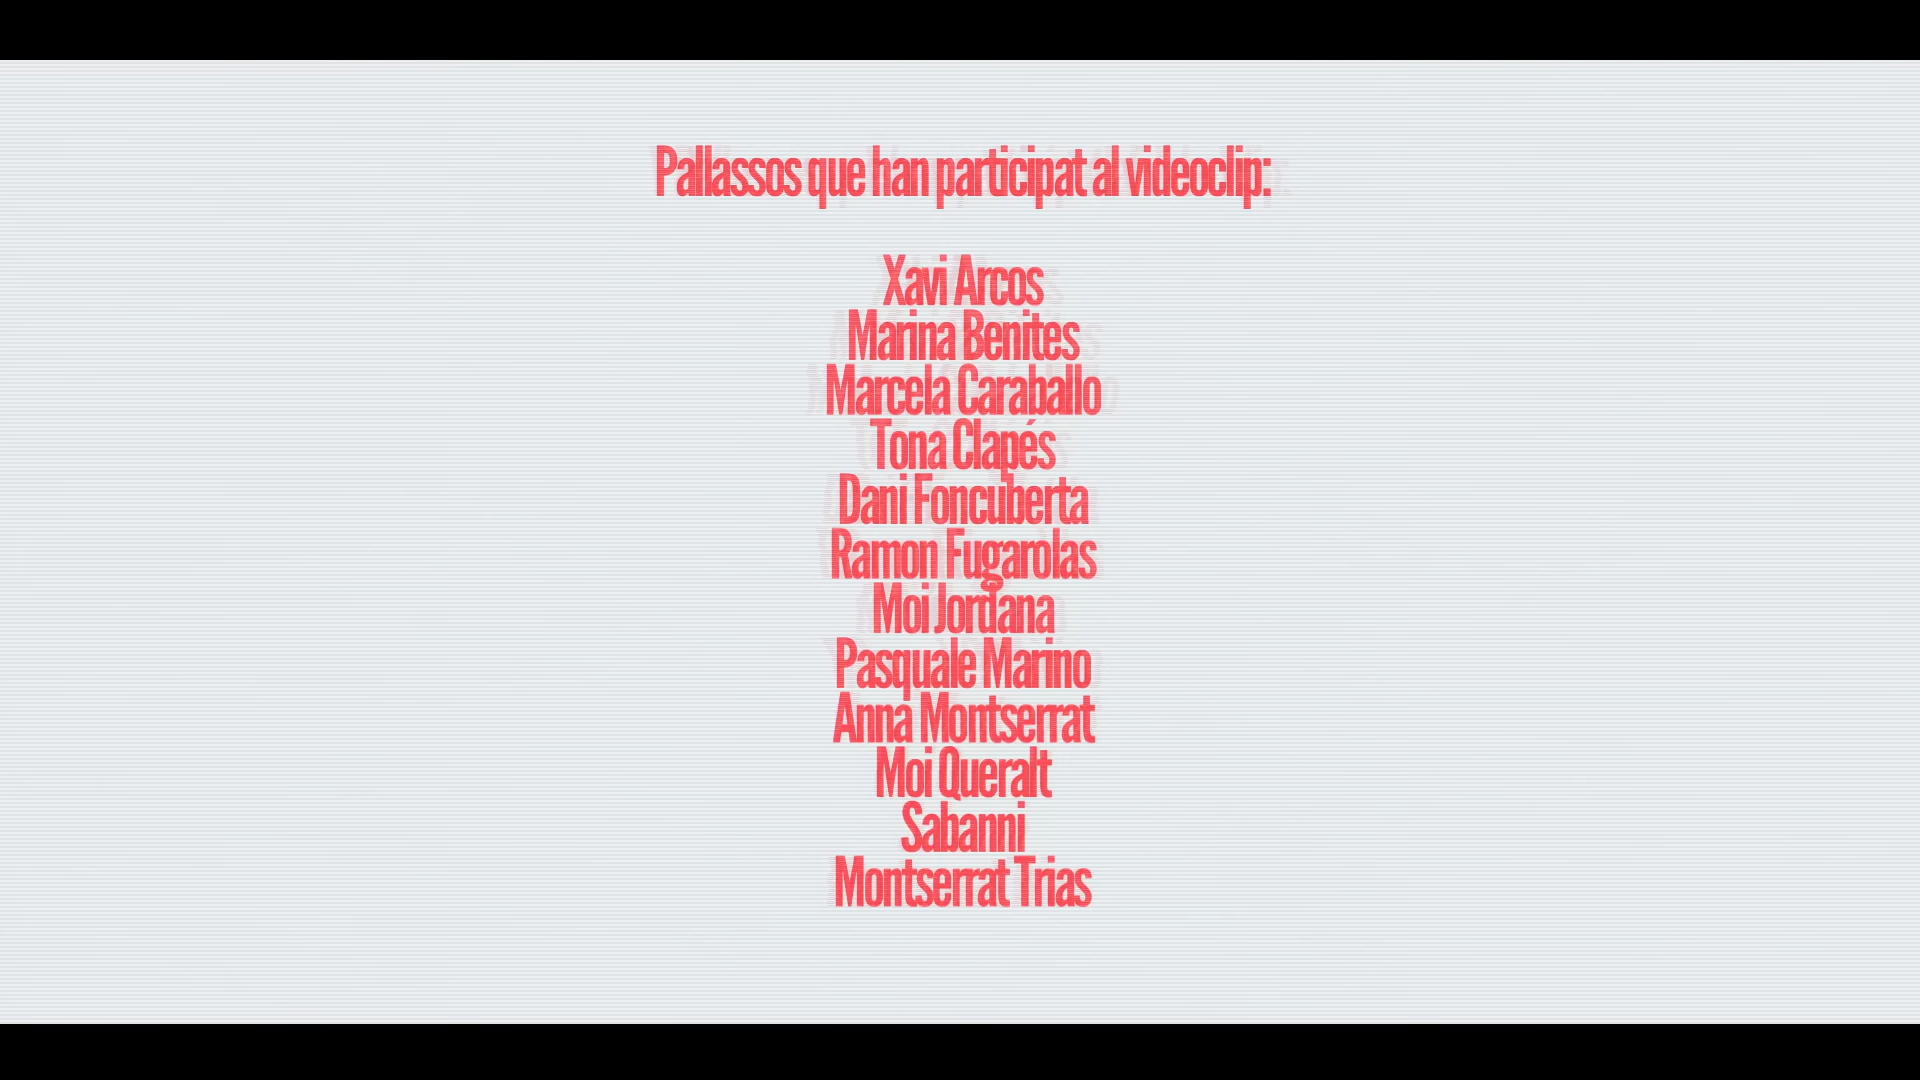 Pallassos que han participat al videoclip:
Xavi Arcos
Marina Benites
Marcela Caraballo
Tona Clapés
Dani Foncuberta
Ramon Fugarolas
Moi Jordana
Pasquale Marino
Anna Montserrat
Moi Queralt
Sabanni
Montserrat Trias